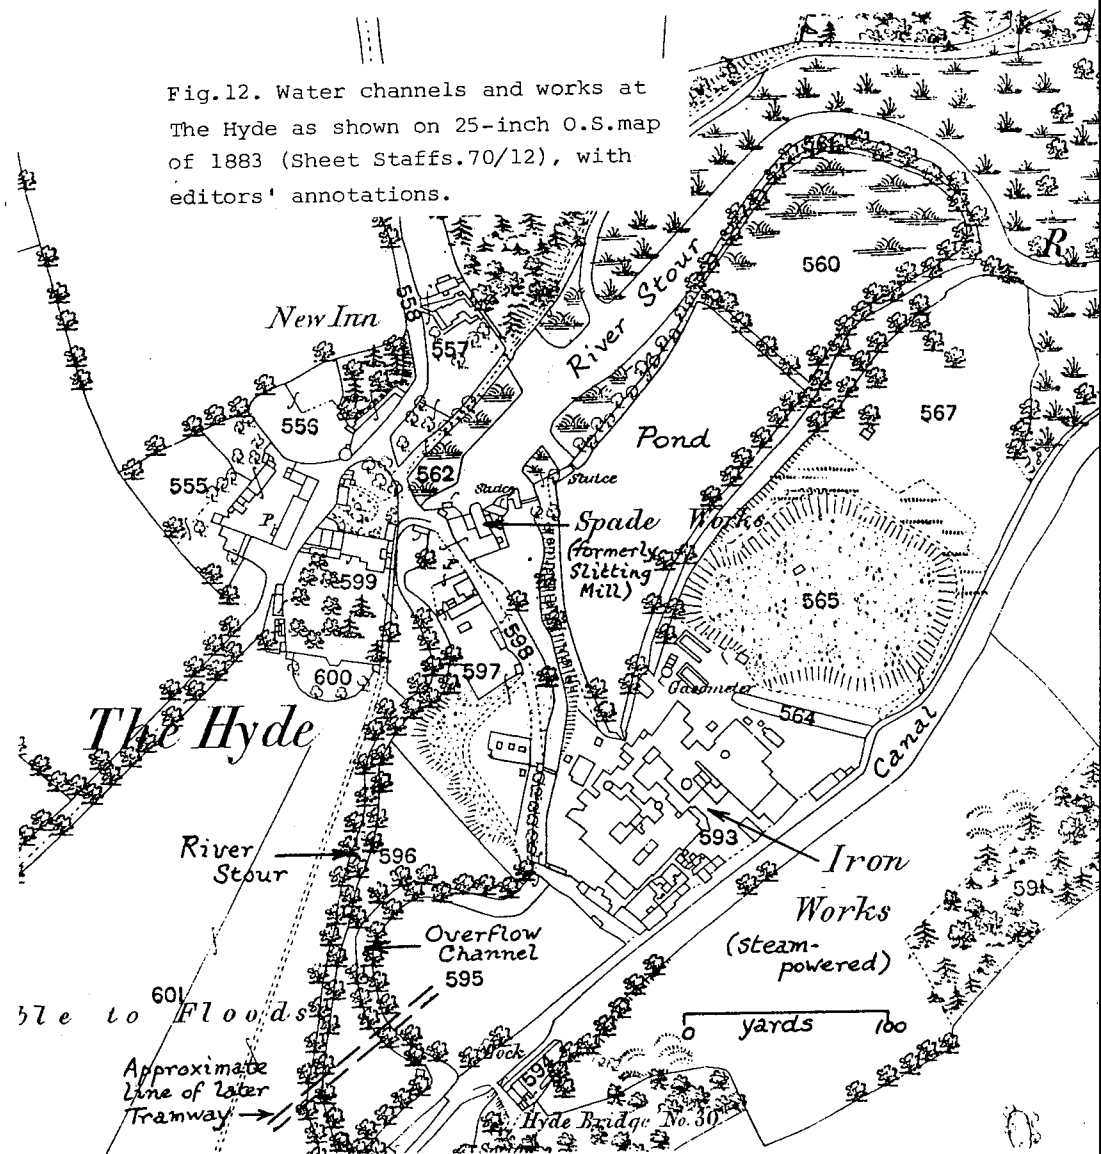 Fig.12. Water channels and works at
The Hyde as shown on 25-inch O.S.map
of 1883 (Sheet Staffs.70/12), with
editors' annotations.
R
River Stour
560
558
New Inn
557
556
567
Pond
555
562
Sluice
Sluice
P.
Spade Works
(formerly
Slitting
Mill)
599
565
598
597
600
Gasometer
564
The Hyde
Canal
593
River
Stour
596
Iron
Works
(steam-
powered)
591
Overflow
Channel
595
601
ble to Floods
0 yards 100
Approximate
line of later
Tramway
Lock
594
Hyde Bridge No. 30